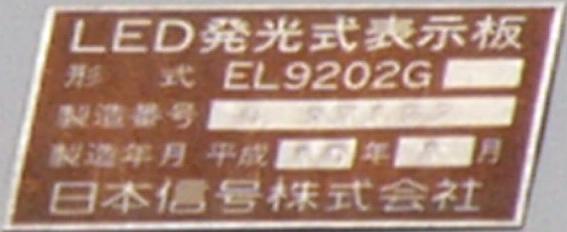 LED発光式表示板
形 式 EL9202G
製造番号
製造年月 平成 年 月
日本信号株式会社